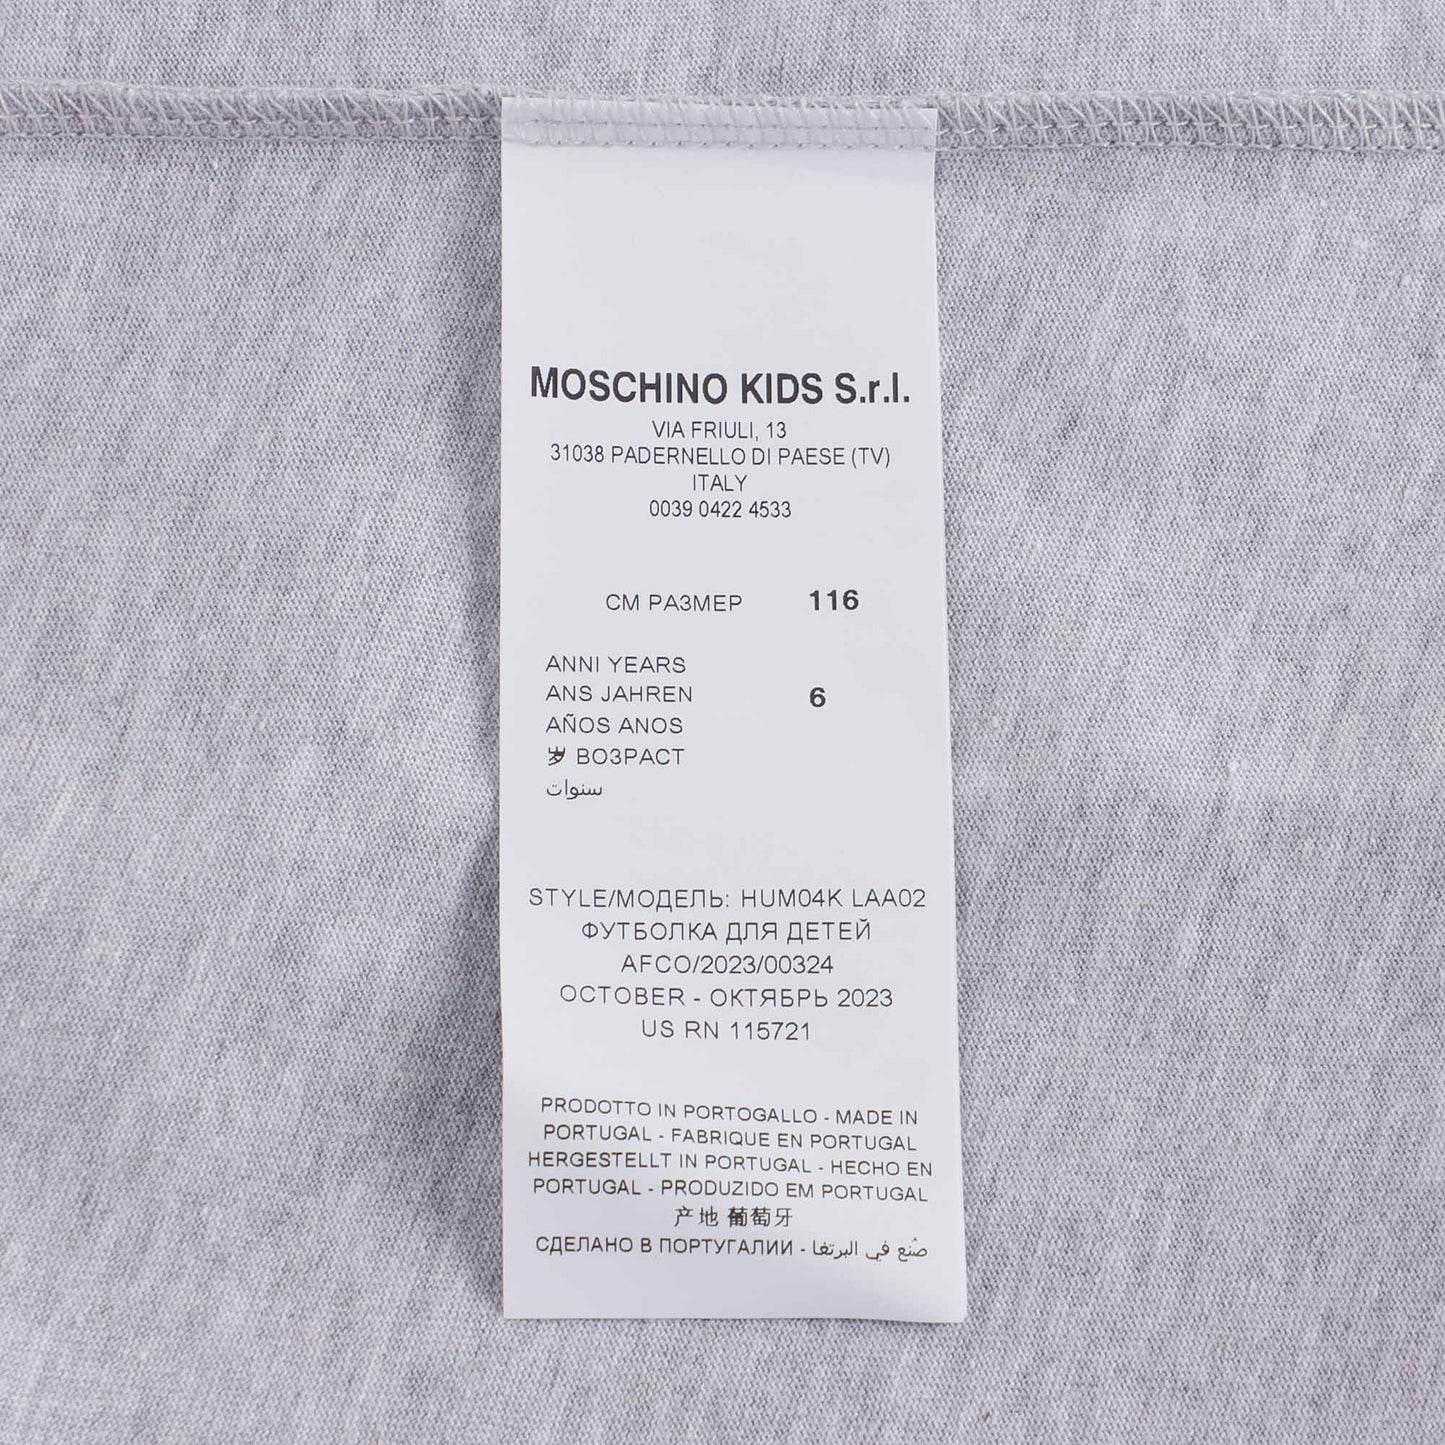 MOSCHINO KIDS S.r.l.
VIA FRIULI, 13
31038 PADERNELLO DI PAESE (TV)
ITALY
0039 0422 4533
СМ РАЗМЕР 116
ANNI YEARS
ANS JAHREN 6
AÑOS ANOS
岁 ВОЗРАСТ
سنوات
STYLE/МОДЕЛЬ: HUM04K LAA02
ФУТБОЛКА ДЛЯ ДЕТЕЙ
AFCO/2023/00324
OCTOBER - ОКТЯБРЬ 2023
US RN 115721
PRODOTTO IN PORTOGALLO - MADE IN
PORTUGAL - FABRIQUE EN PORTUGAL
HERGESTELLT IN PORTUGAL - HECHO EN
PORTUGAL - PRODUZIDO EM PORTUGAL
产地 葡萄牙
СДЕЛАНО В ПОРТУГАЛИИ - صُنع في البرتغا